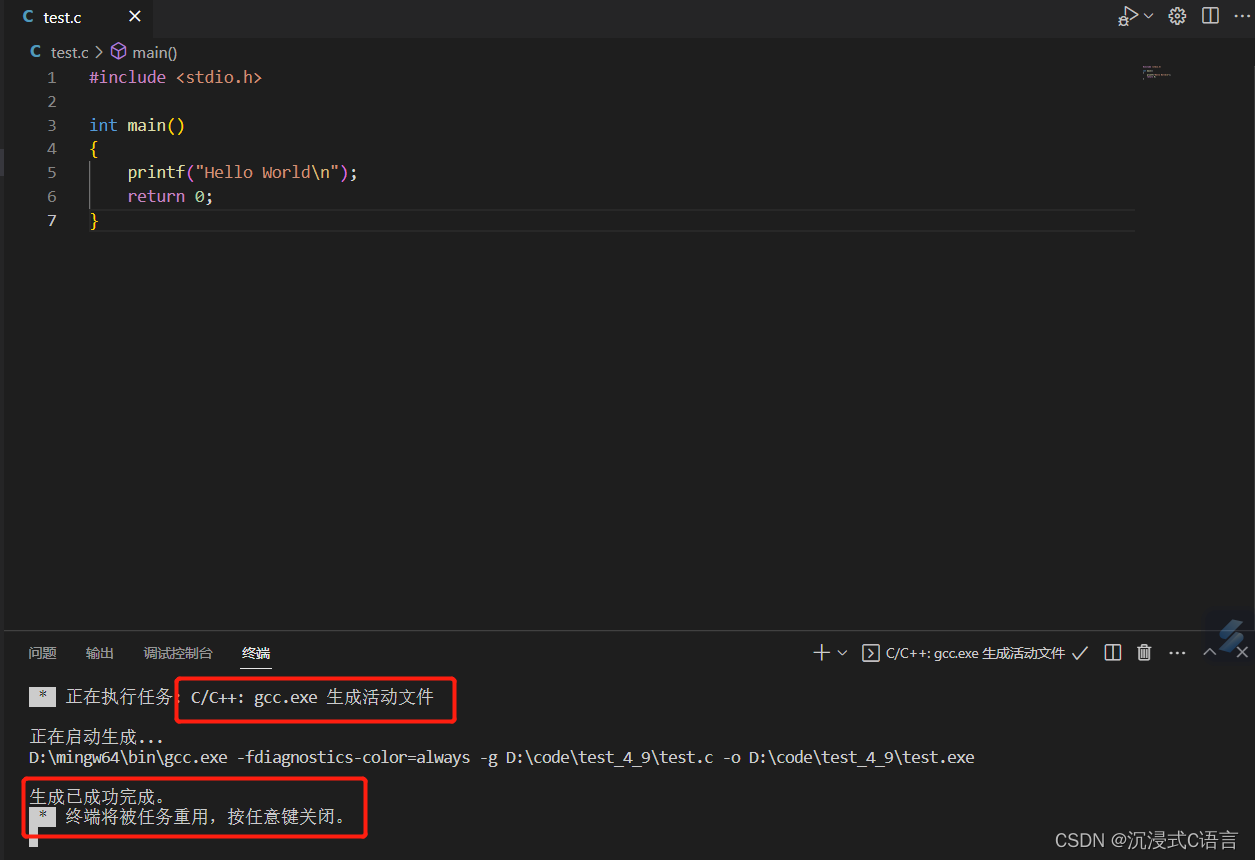 C test.c
C test.c > main()
1 #include <stdio.h>
2
3 int main()
4 {
5 printf("Hello World\n");
6 return 0;
7 }
问题 输出 调试控制台 终端 C/C++: gcc.exe 生成活动文件
* 正在执行任务: C/C++: gcc.exe 生成活动文件
正在启动生成...
D:\mingw64\bin\gcc.exe -fdiagnostics-color=always -g D:\code\test_4_9\test.c -o D:\code\test_4_9\test.exe
生成已成功完成。
* 终端将被任务重用，按任意键关闭。
CSDN @沉浸式C语言